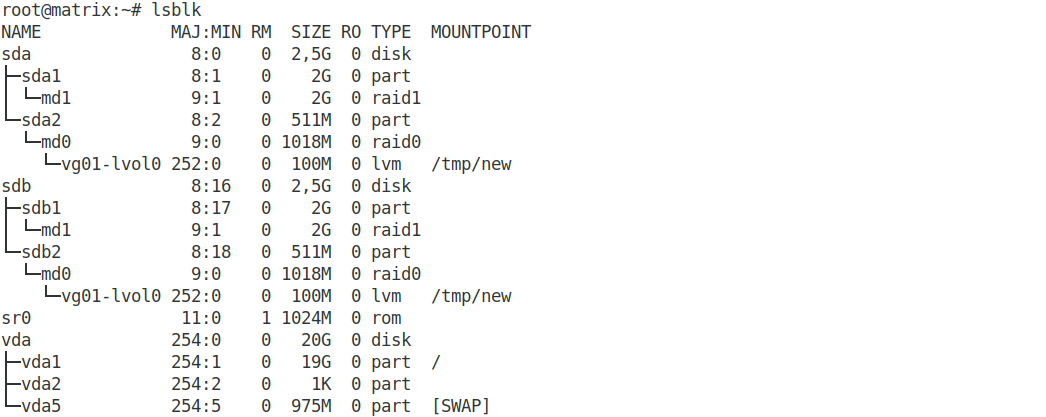 root@matrix:~# lsblk
NAME             MAJ:MIN RM   SIZE RO TYPE  MOUNTPOINT
sda                8:0    0   2,5G  0 disk
├─sda1             8:1    0     2G  0 part
│ └─md1            9:1    0     2G  0 raid1
└─sda2             8:2    0   511M  0 part
  └─md0            9:0    0  1018M  0 raid0
    └─vg01-lvol0 252:0    0   100M  0 lvm   /tmp/new
sdb                8:16   0   2,5G  0 disk
├─sdb1             8:17   0     2G  0 part
│ └─md1            9:1    0     2G  0 raid1
└─sdb2             8:18   0   511M  0 part
  └─md0            9:0    0  1018M  0 raid0
    └─vg01-lvol0 252:0    0   100M  0 lvm   /tmp/new
sr0               11:0    1  1024M  0 rom
vda              254:0    0    20G  0 disk
├─vda1           254:1    0    19G  0 part  /
├─vda2           254:2    0     1K  0 part
└─vda5           254:5    0   975M  0 part  [SWAP]